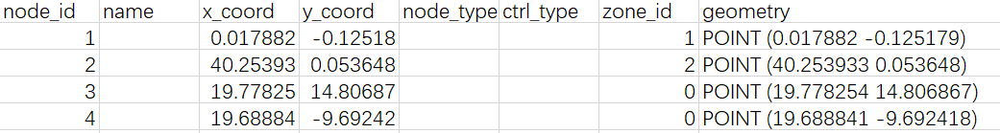 node_id name x_coord y_coord node_type ctrl_type zone_id geometry
1 0.017882 -0.12518 1 POINT (0.017882 -0.125179)
2 40.25393 0.053648 2 POINT (40.253933 0.053648)
3 19.77825 14.80687 0 POINT (19.778254 14.806867)
4 19.68884 -9.69242 0 POINT (19.688841 -9.692418)